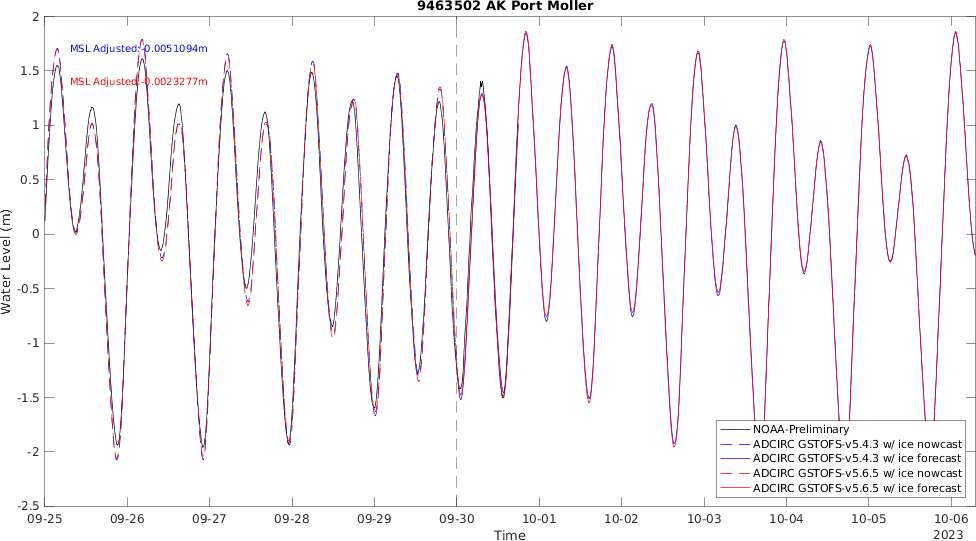 9463502 AK Port Moller
MSL Adjusted:-0.0051094m
MSL Adjusted:-0.0023277m
Water Level (m)
2
1.5
1
0.5
0
-0.5
-1
-1.5
-2
-2.5
NOAA-Preliminary
ADCIRC GSTOFS-v5.4.3 w/ ice nowcast
ADCIRC GSTOFS-v5.4.3 w/ ice forecast
ADCIRC GSTOFS-v5.6.5 w/ ice nowcast
ADCIRC GSTOFS-v5.6.5 w/ ice forecast
09-25 09-26 09-27 09-28 09-29 09-30 10-01 10-02 10-03 10-04 10-05 10-06
Time 2023